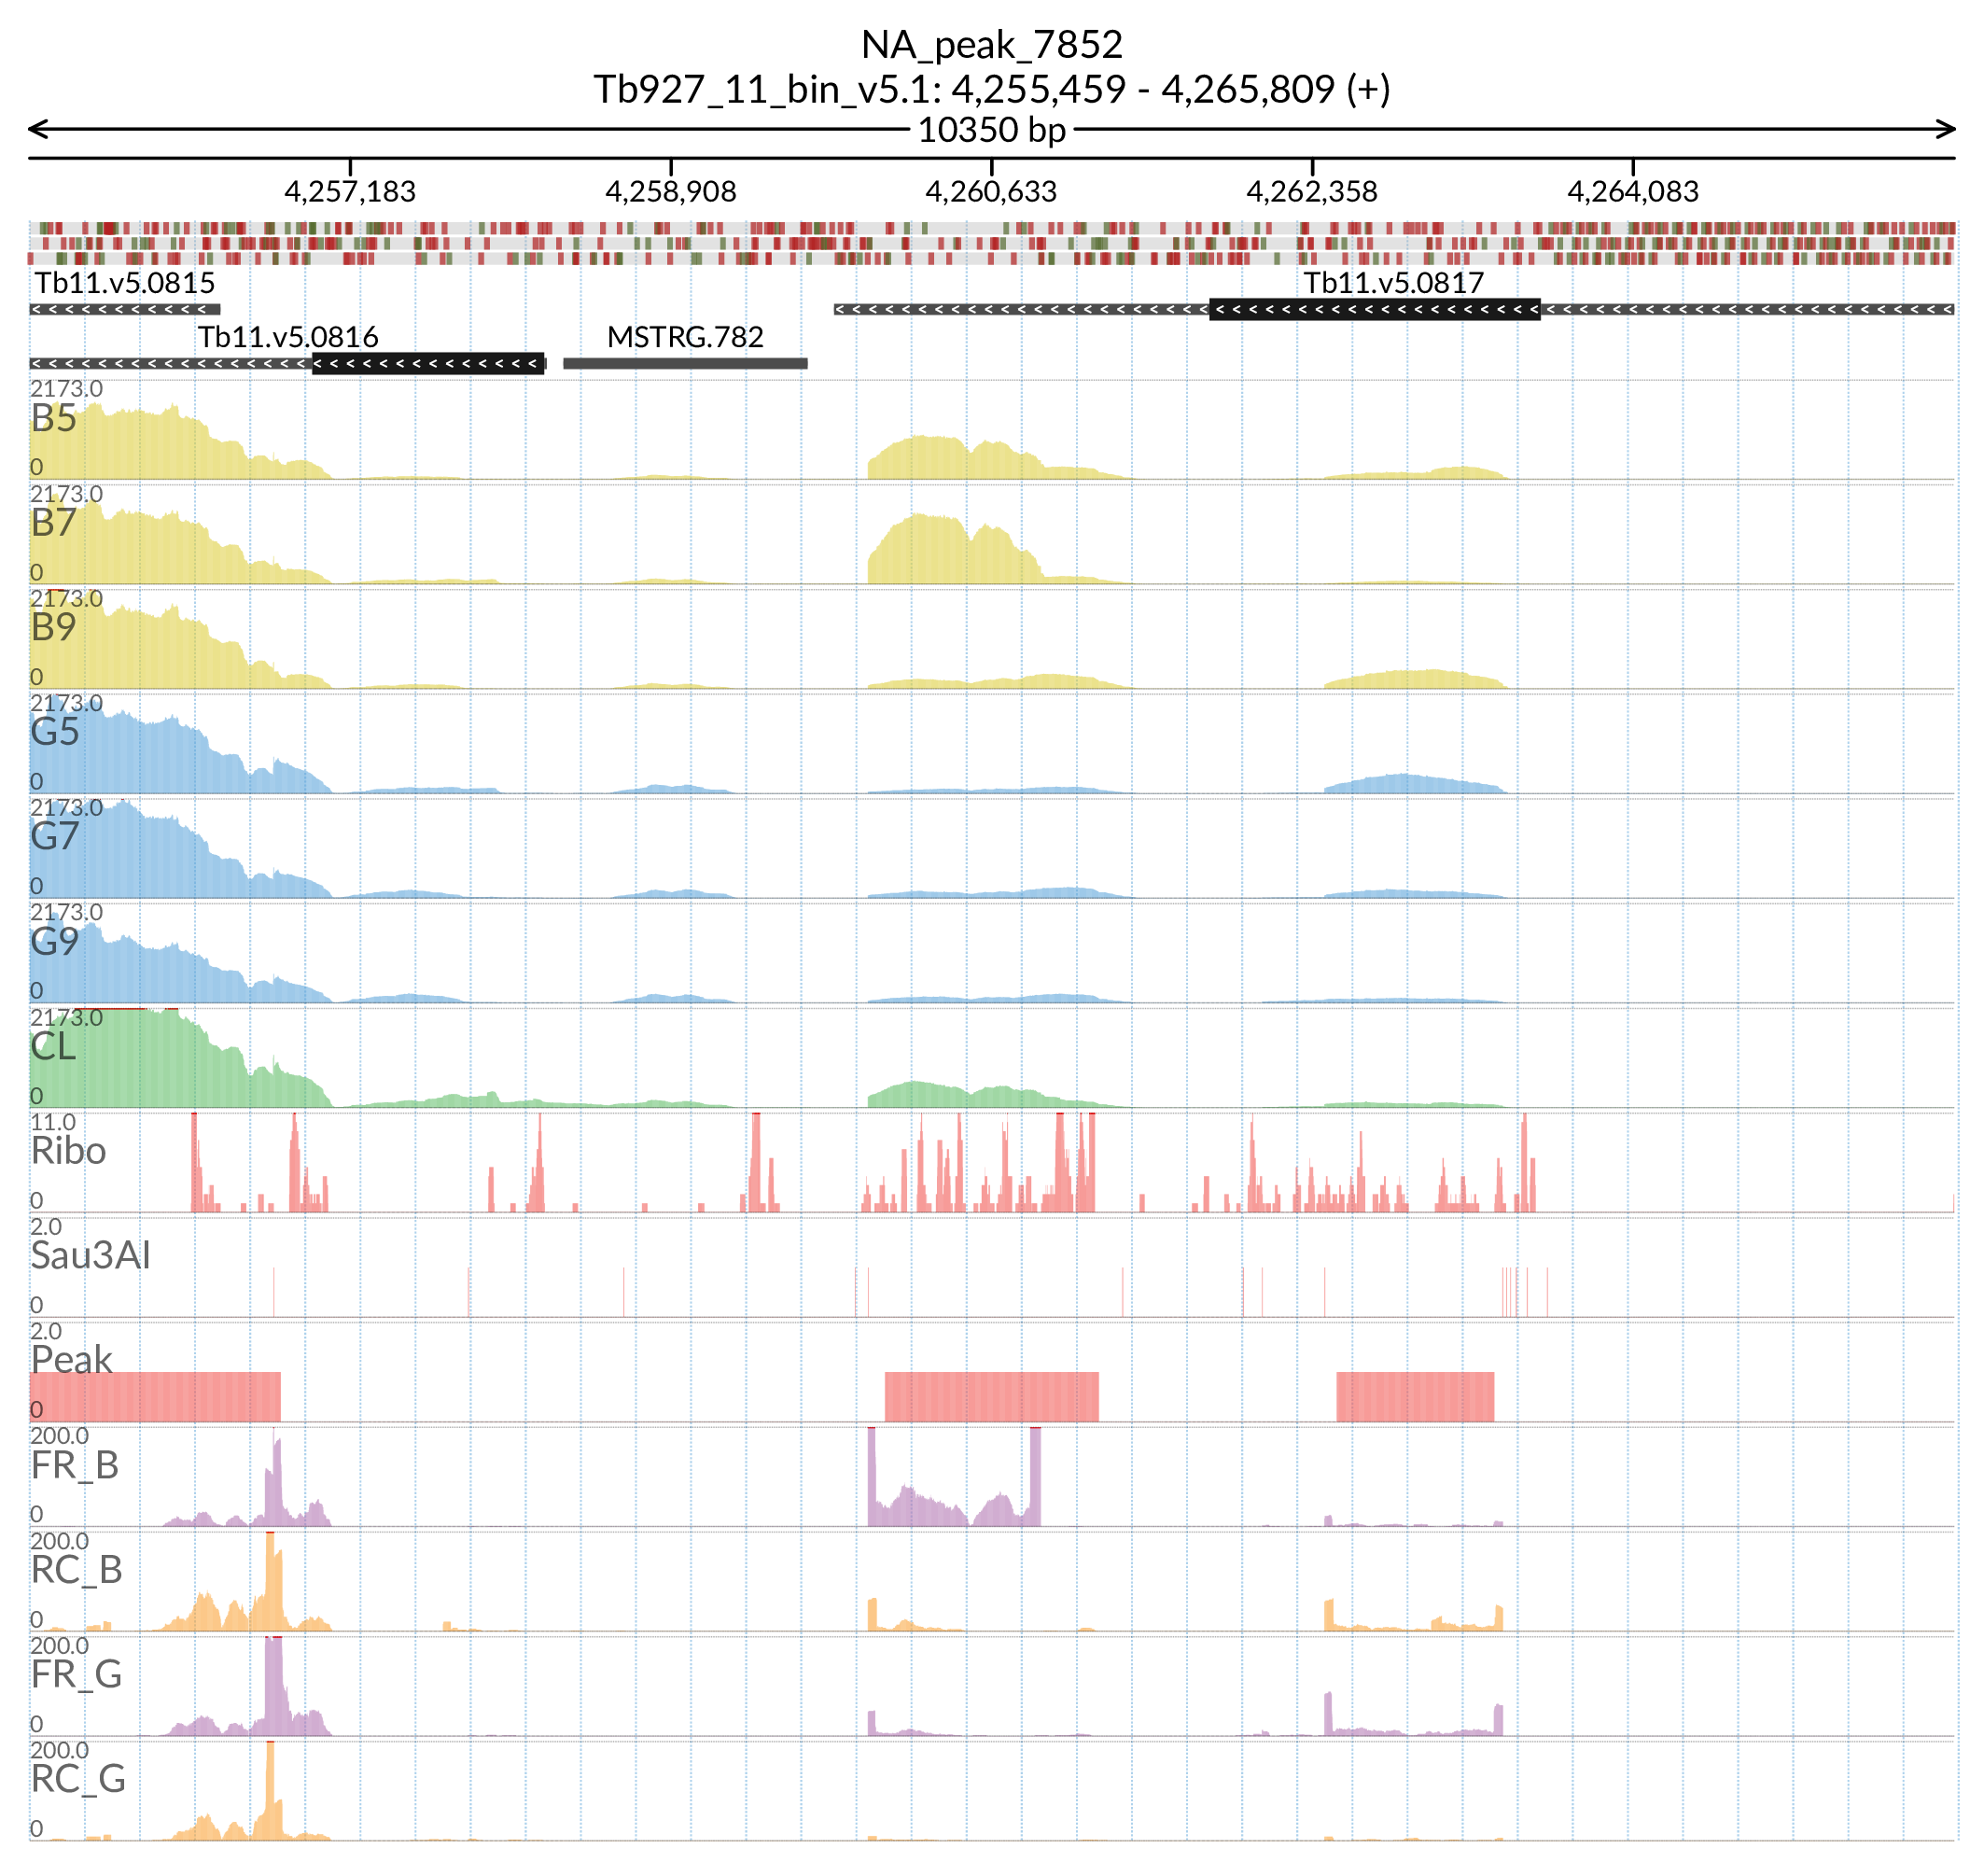 NA_peak_7852
Tb927_11_bin_v5.1: 4,255,459 - 4,265,809 (+)
10350 bp
4,257,183 4,258,908 4,260,633 4,262,358 4,264,083
Tb11.v5.0815 Tb11.v5.0817
Tb11.v5.0816 MSTRG.782
2173.0
B5
0
2173.0
B7
0
2173.0
B9
0
2173.0
G5
0
2173.0
G7
0
2173.0
G9
0
2173.0
CL
0
11.0
Ribo
0
2.0
Sau3AI
0
2.0
Peak
0
200.0
FR_B
0
200.0
RC_B
0
200.0
FR_G
0
200.0
RC_G
0